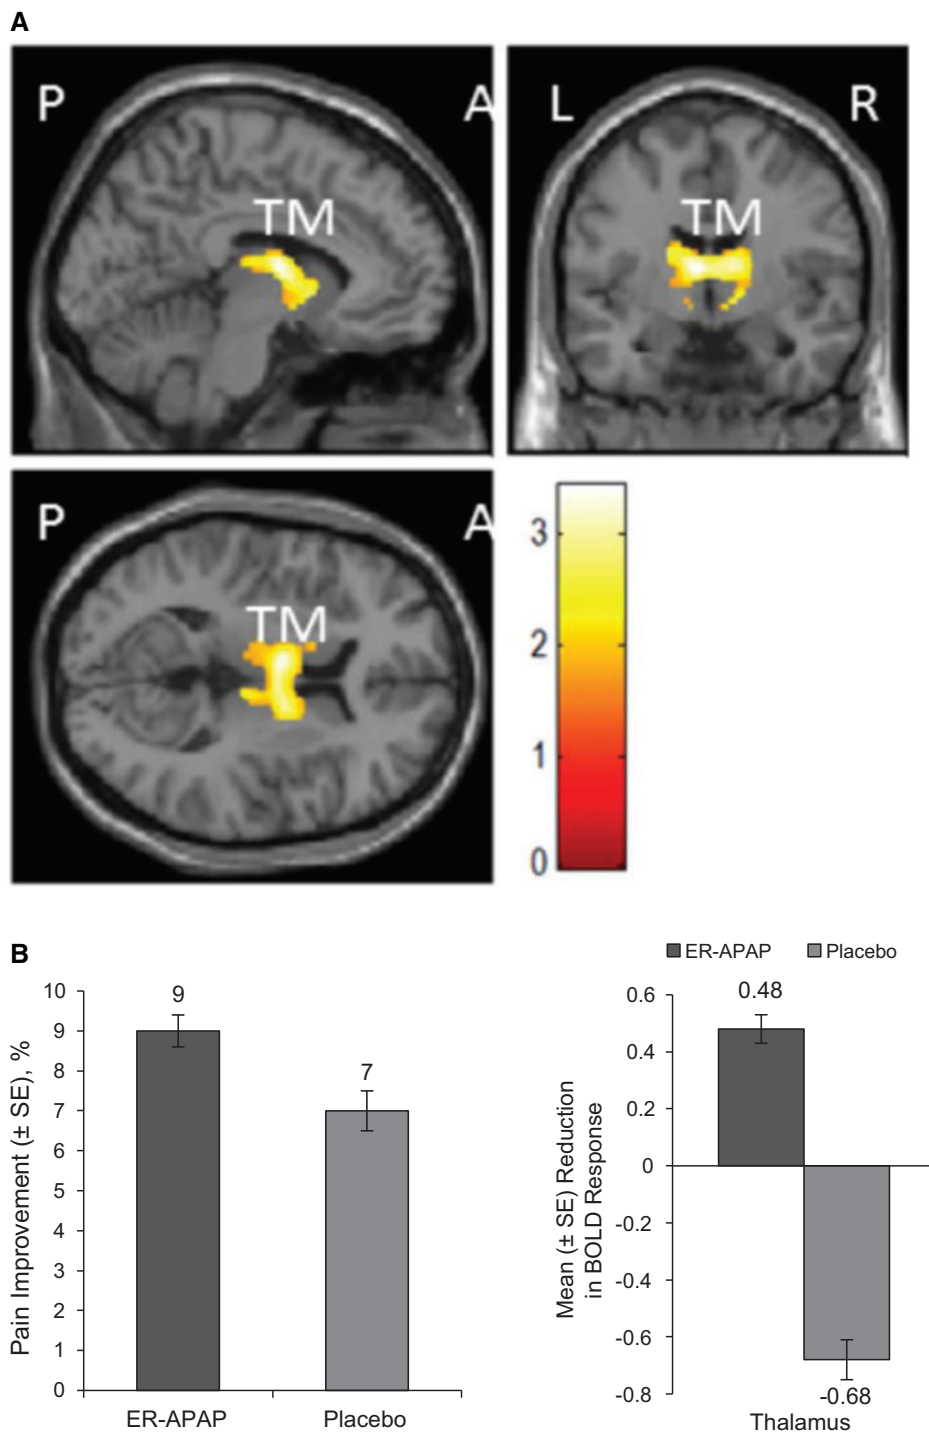 A
P A
L R
TM
TM
P A
TM
3
2
1
0
B
10
9
8
7
6
5
4
3
2
1
0
Pain Improvement (± SE), %
9
7
ER-APAP Placebo
ER-APAP Placebo
0.6
0.4
0.2
0
-0.2
-0.4
-0.6
-0.8
Mean (± SE) Reduction
in BOLD Response
0.48
-0.68
Thalamus